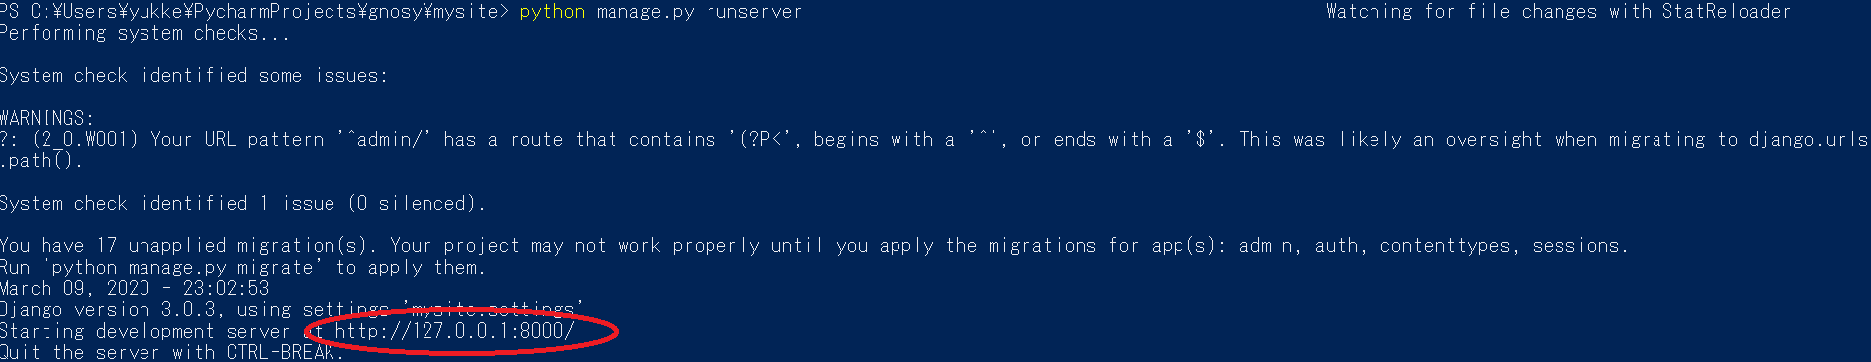 PS C:¥Users¥yukke¥PycharmProjects¥gnosy¥mysite> python manage.py runserver Watching for file changes with StatReloader
Performing system checks...
System check identified some issues:
WARNINGS:
?: (2_0.W001) Your URL pattern '^admin/' has a route that contains '(?P<', begins with a '^', or ends with a '$'. This was likely an oversight when migrating to django.urls
.path().
System check identified 1 issue (0 silenced).
You have 17 unapplied migration(s). Your project may not work properly until you apply the migrations for app(s): admin, auth, contenttypes, sessions.
Run 'python manage.py migrate' to apply them.
March 09, 2020 - 23:02:53
Django version 3.0.3, using settings 'mysite.settings'
Starting development server at http://127.0.0.1:8000/
Quit the server with CTRL-BREAK.